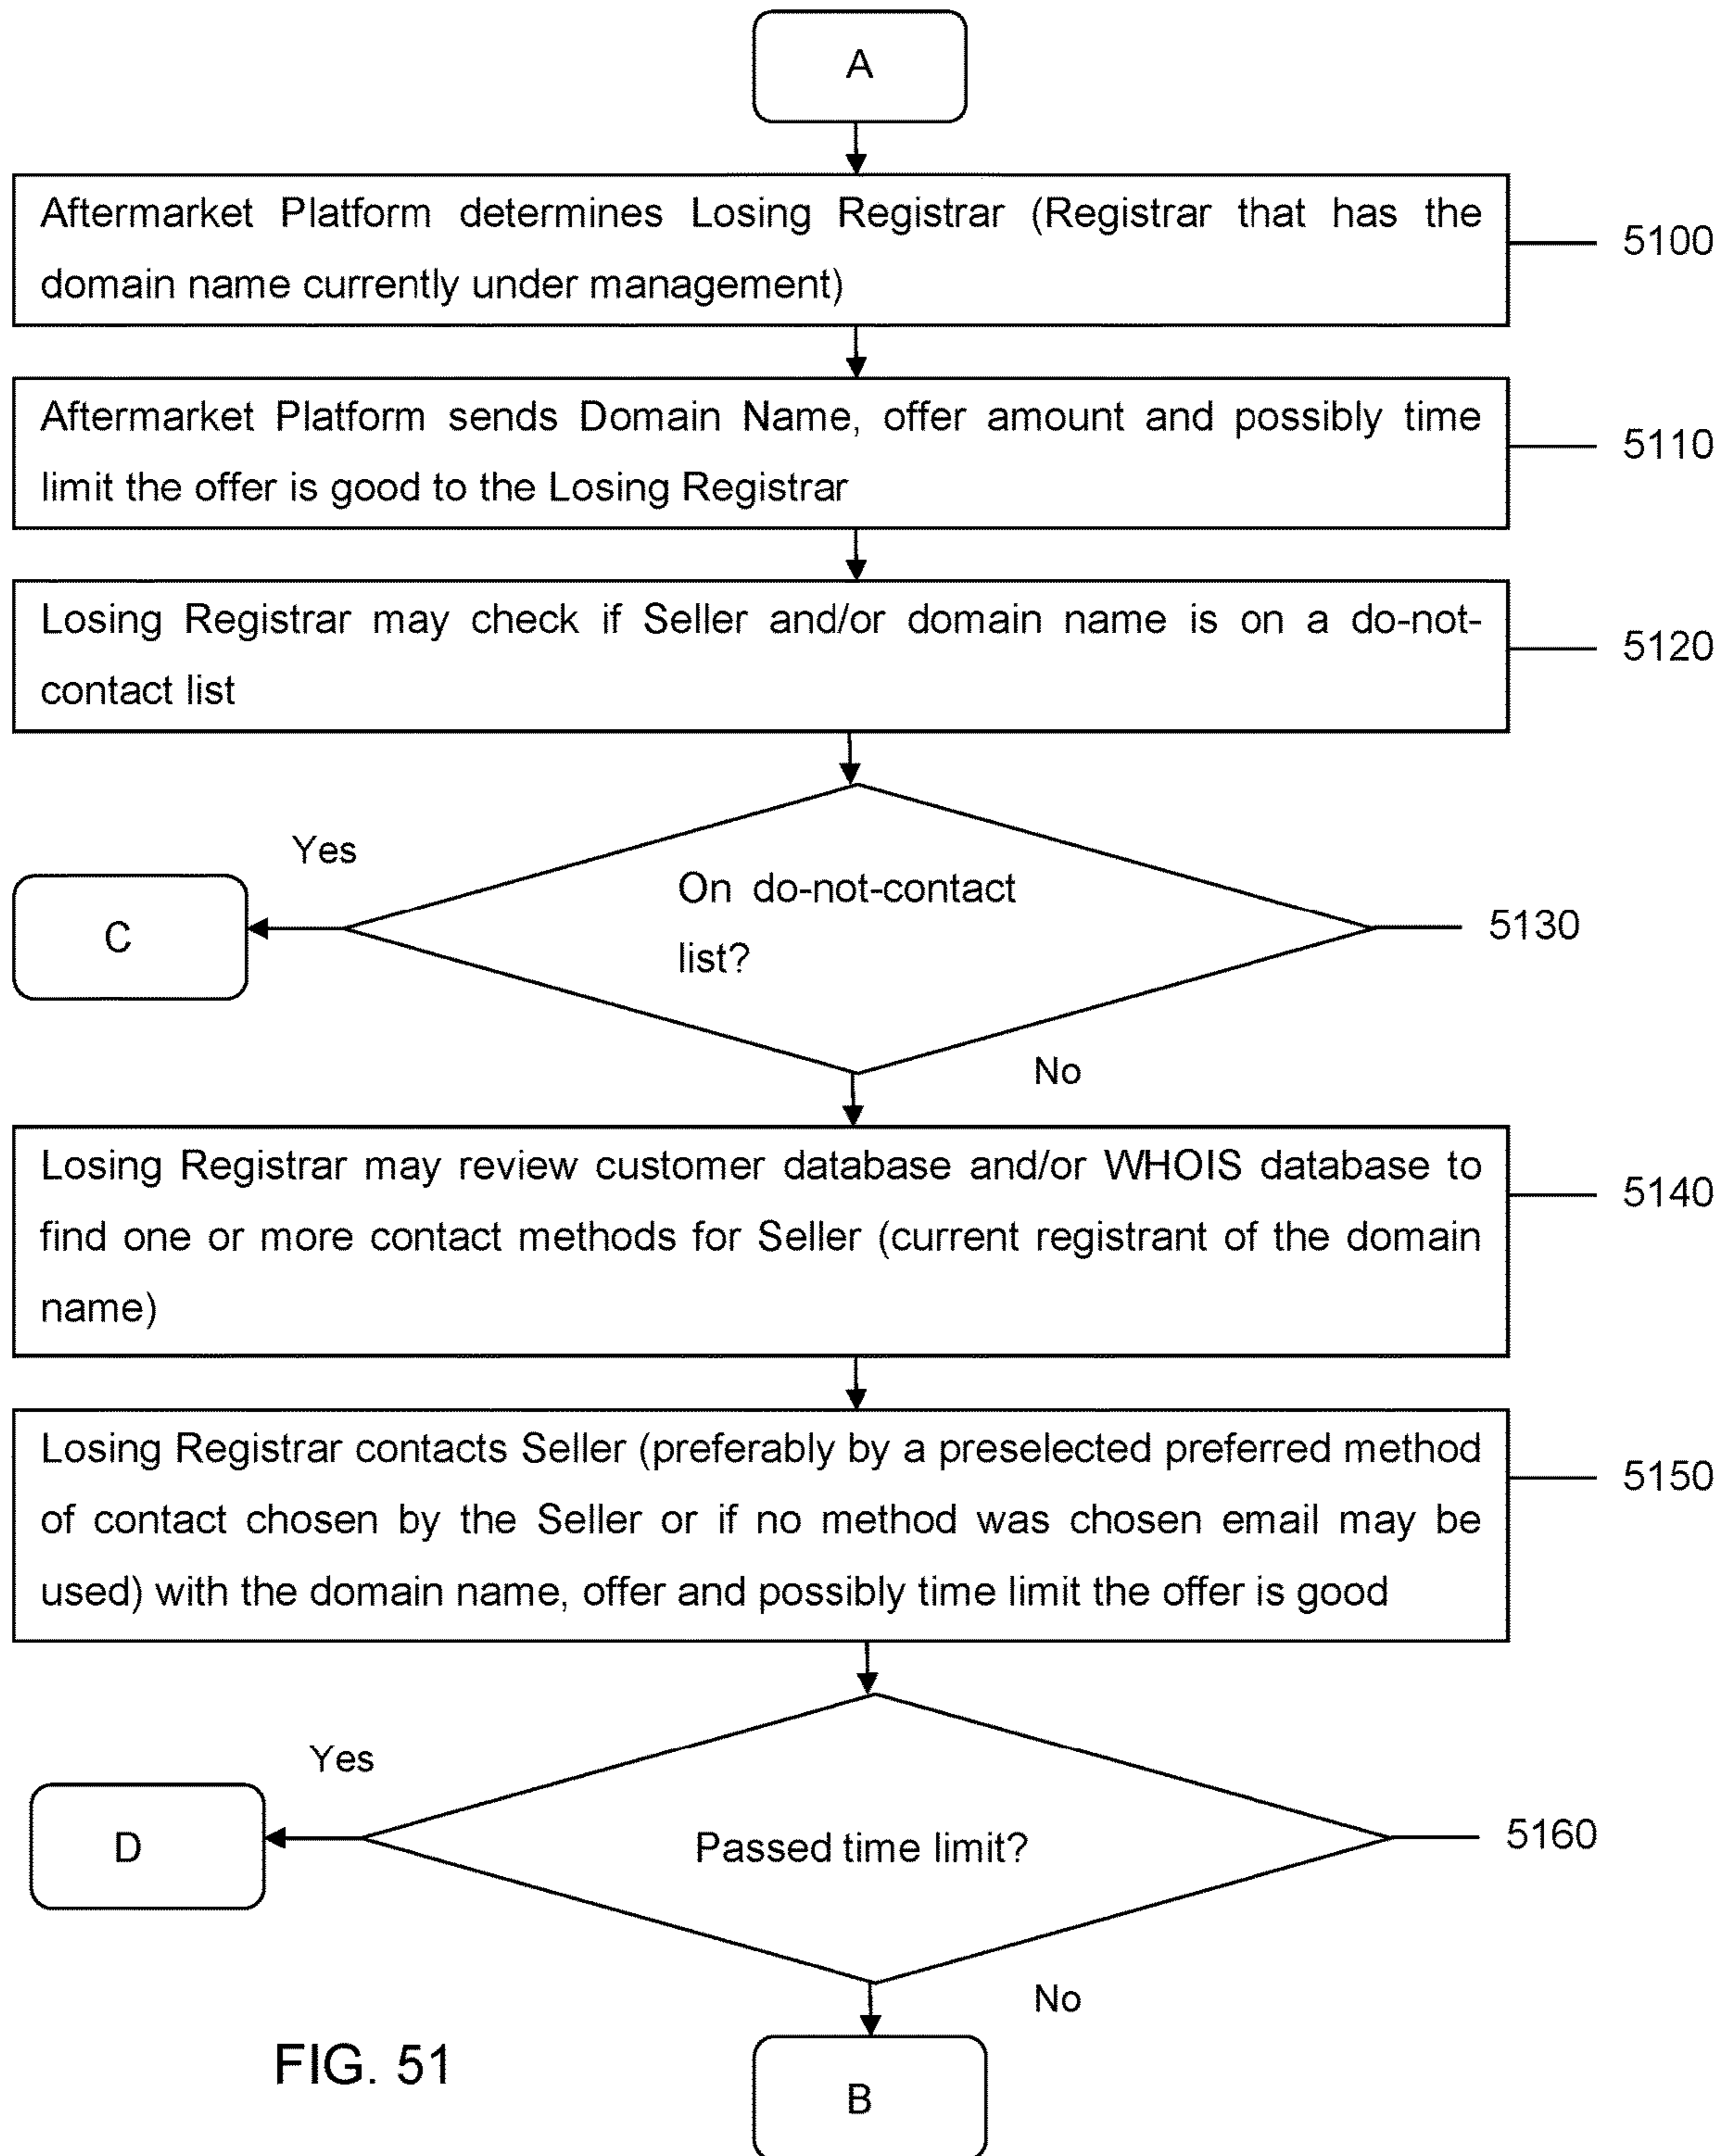 A
Aftermarket Platform determines Losing Registrar (Registrar that has the
domain name currently under management)
5100
Aftermarket Platform sends Domain Name, offer amount and possibly time
limit the offer is good to the Losing Registrar
5110
Losing Registrar may check if Seller and/or domain name is on a do-not-
contact list
5120
Yes
On do-not-contact
list?
C
5130
No
Losing Registrar may review customer database and/or WHOIS database to
find one or more contact methods for Seller (current registrant of the domain
name)
5140
Losing Registrar contacts Seller (preferably by a preselected preferred method
of contact chosen by the Seller or if no method was chosen email may be
used) with the domain name, offer and possibly time limit the offer is good
5150
Yes
D
Passed time limit?
5160
No
FIG. 51
B